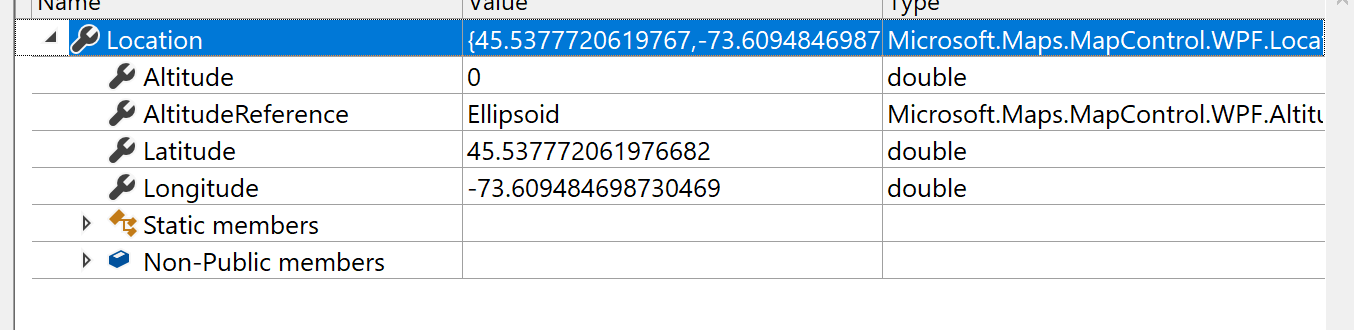 Name Value Type
Location {45.5377720619767,-73.6094846987 Microsoft.Maps.MapControl.WPF.Loca
Altitude 0 double
AltitudeReference Ellipsoid Microsoft.Maps.MapControl.WPF.Altitu
Latitude 45.537772061976682 double
Longitude -73.609484698730469 double
Static members
Non-Public members